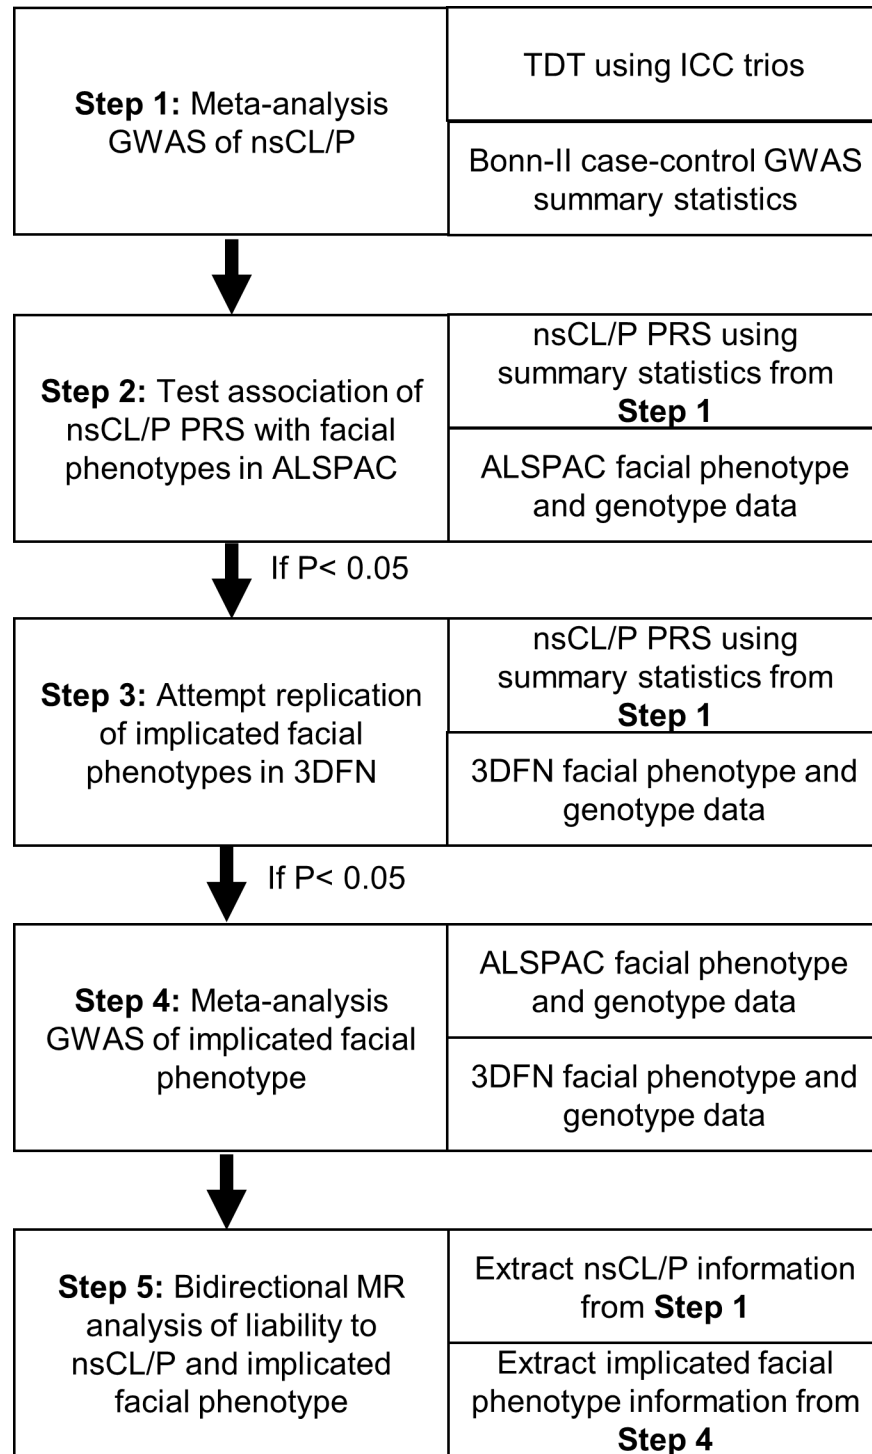 Step 1: Meta-analysis
GWAS of nsCL/P
TDT using ICC trios
Bonn-II case-control GWAS
summary statistics
Step 2: Test association of
nsCL/P PRS with facial
phenotypes in ALSPAC
nsCL/P PRS using
summary statistics from
Step 1
ALSPAC facial phenotype
and genotype data
If P< 0.05
Step 3: Attempt replication
of implicated facial
phenotypes in 3DFN
nsCL/P PRS using
summary statistics from
Step 1
3DFN facial phenotype and
genotype data
If P< 0.05
Step 4: Meta-analysis
GWAS of implicated facial
phenotype
ALSPAC facial phenotype
and genotype data
3DFN facial phenotype and
genotype data
Step 5: Bidirectional MR
analysis of liability to
nsCL/P and implicated
facial phenotype
Extract nsCL/P information
from Step 1
Extract implicated facial
phenotype information from
Step 4